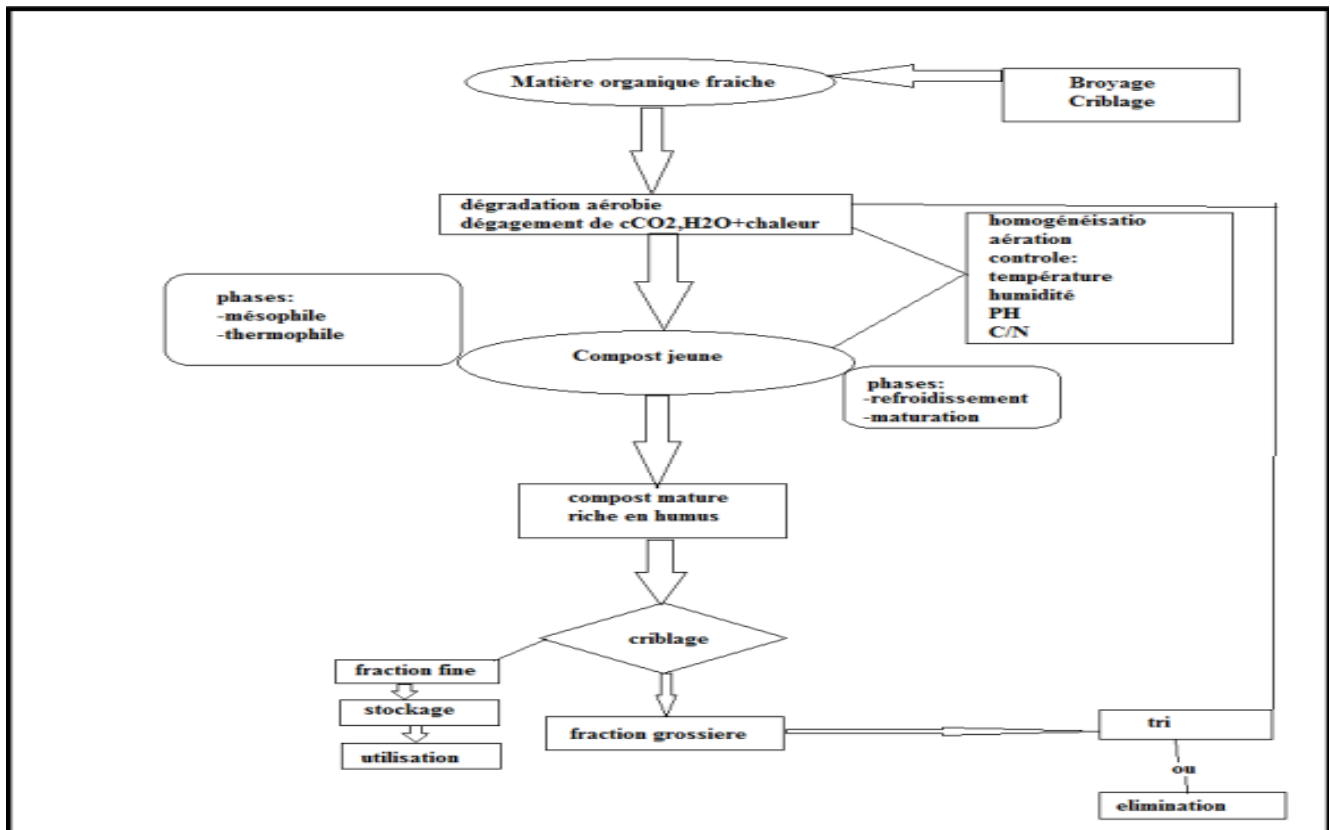 Matière organique fraiche
Broyage
Criblage
dégradation aérobie
dégagement de cCO2,H2O+chaleur
homogénéisatio
aération
controle:
température
humidité
PH
C/N
phases:
-mésophile
-thermophile
Compost jeune
phases:
-refroidissement
-maturation
compost mature
riche en humus
criblage
fraction fine
stockage
utilisation
fraction grossiere
tri
ou
elimination